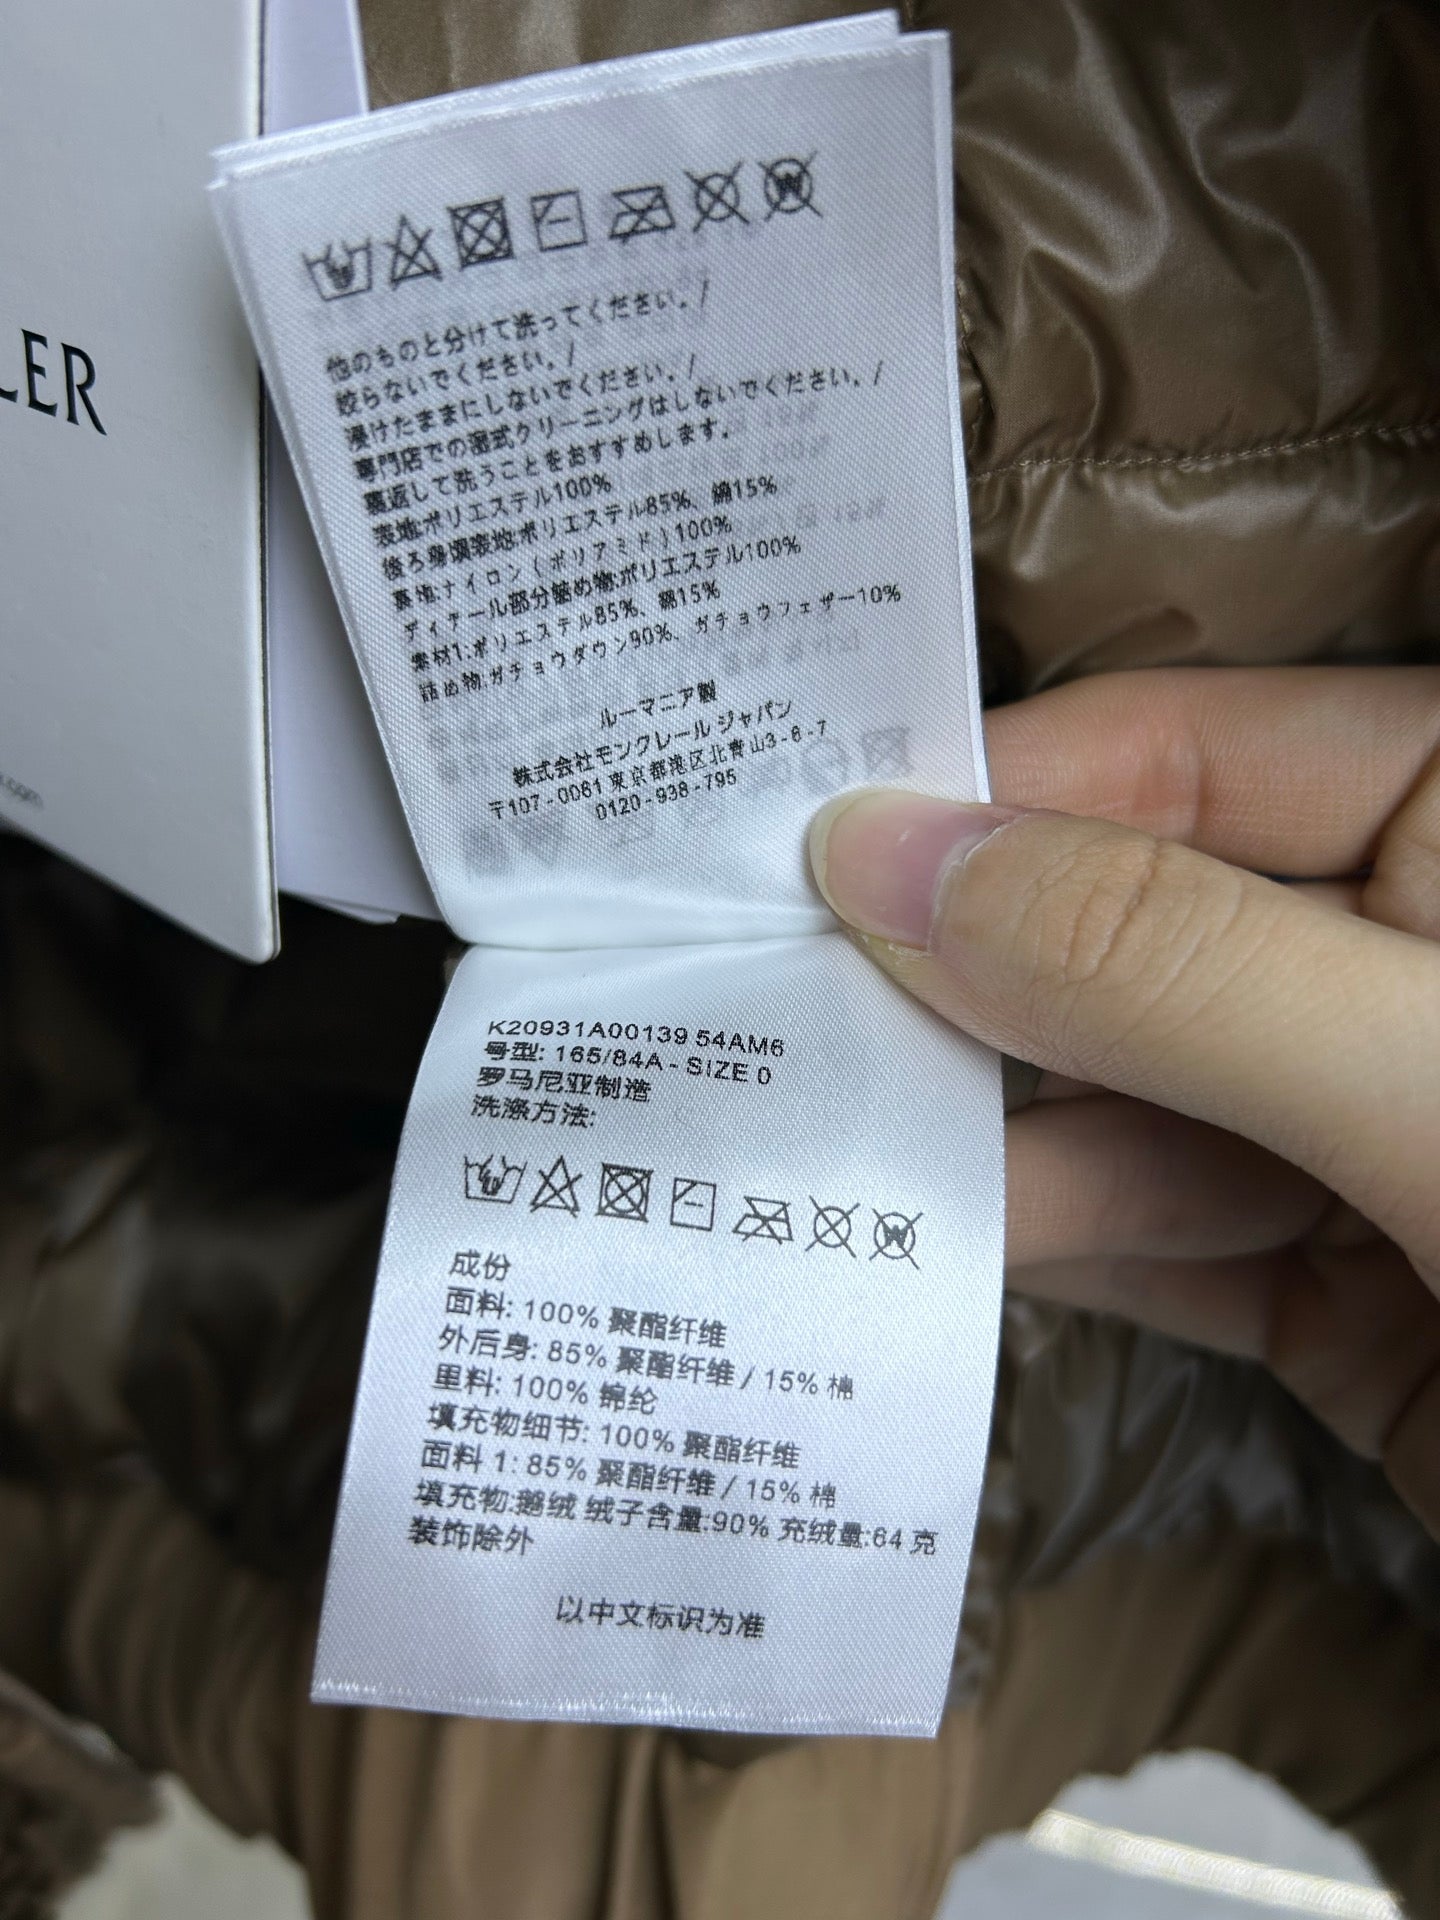 LER
.com
他のものと分けて洗ってください。/
絞らないでください。/
浸けたままにしないでください。/
専門店での湿式クリーニングはしないでください。/
裏返して洗うことをおすすめします。
表地:ポリエステル100%
後ろ身頃表地:ポリエステル85%、綿15%
裏地:ナイロン(ポリアミド)100%
ディテール部分詰め物:ポリエステル100%
素材1:ポリエステル85%、綿15%
詰め物:ガチョウダウン90%、ガチョウフェザー10%
ルーマニア製
株式会社モンクレール ジャパン
〒107-0061 東京都港区北青山3-6-7
0120-938-795
K20931A00139 54AM6
号型: 165/84A - SIZE 0
罗马尼亚制造
洗涤方法:
成份
面料: 100% 聚酯纤维
外后身: 85% 聚酯纤维 / 15% 棉
里料: 100% 锦纶
填充物细节: 100% 聚酯纤维
面料 1: 85% 聚酯纤维 / 15% 棉
填充物:鹅绒 绒子含量:90% 充绒量:64 克
装饰除外
以中文标识为准